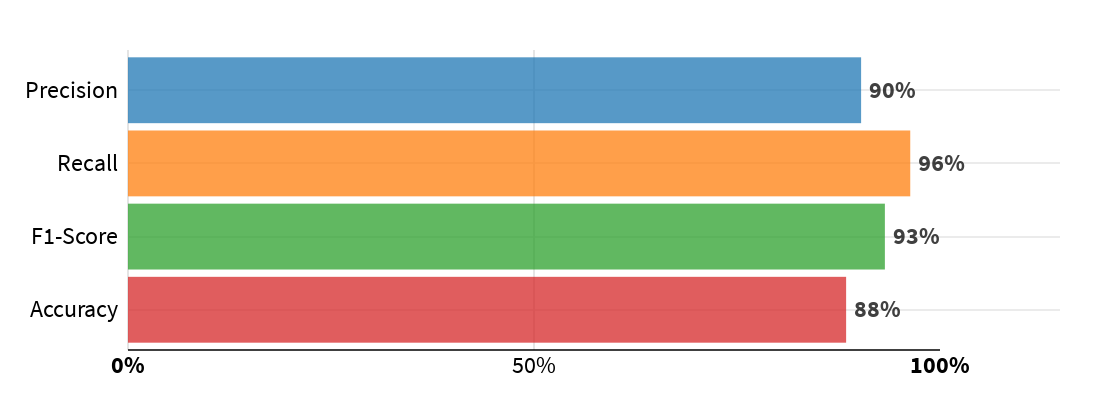 Precision 90%
Recall 96%
F1-Score 93%
Accuracy 88%
0% 50% 100%